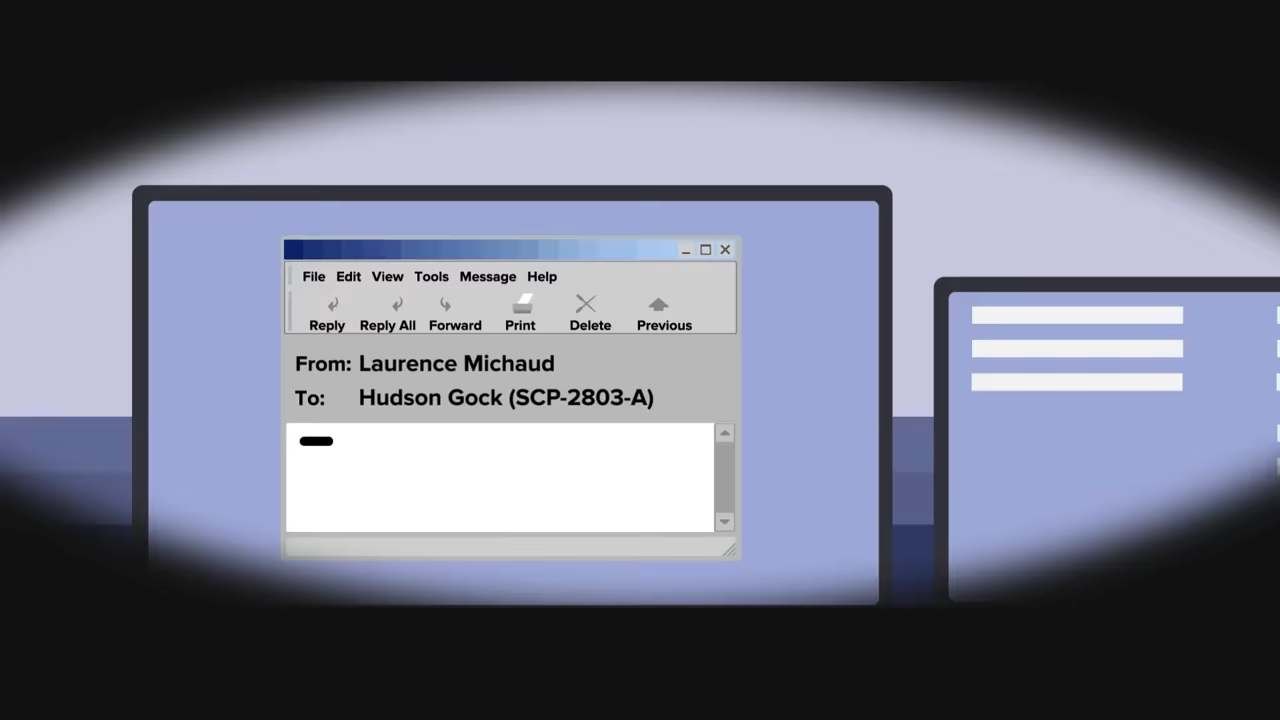 File Edit View Tools Message Help
Reply Reply All Forward Print Delete Previous
From: Laurence Michaud
To: Hudson Gock (SCP-2803-A)